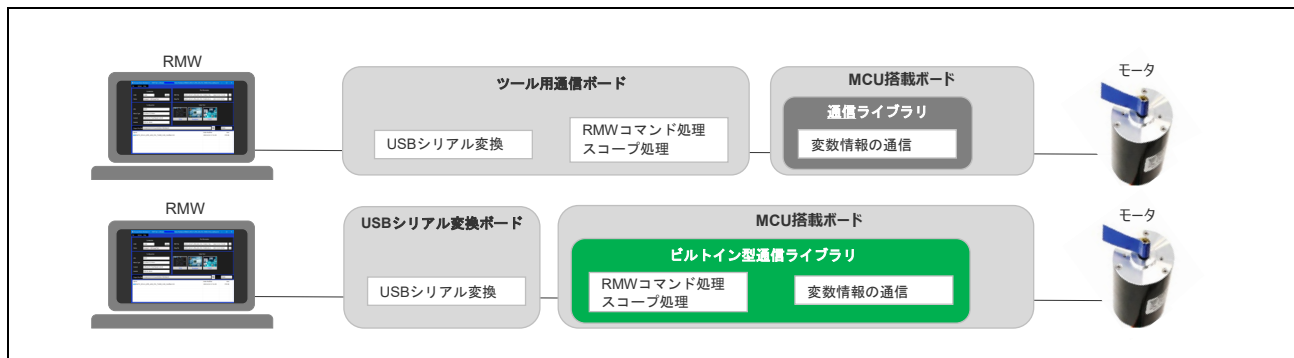 RMW
ツール用通信ボード
USBシリアル変換
RMWコマンド処理
スコープ処理
MCU搭載ボード
通信ライブラリ
変数情報の通信
モータ
RMW
USBシリアル変換ボード
USBシリアル変換
MCU搭載ボード
ビルトイン型通信ライブラリ
RMWコマンド処理
スコープ処理
変数情報の通信
モータ